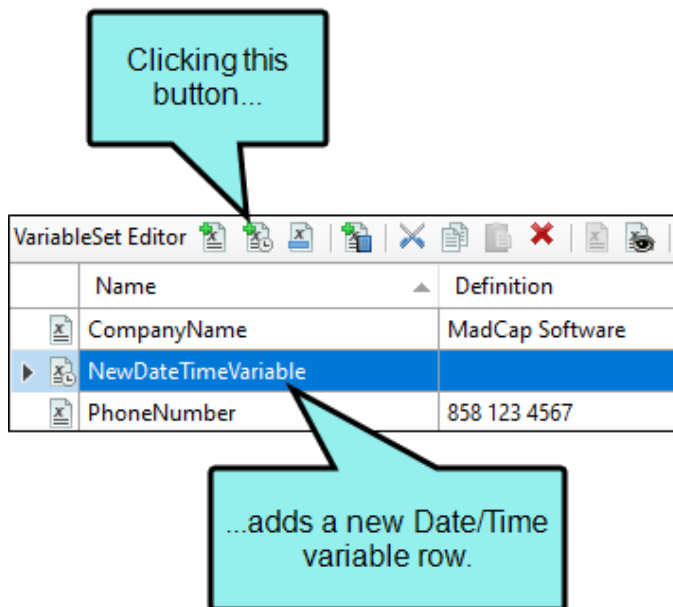 Clicking this
button...
VariableSet Editor
Name Definition
CompanyName MadCap Software
NewDateTimeVariable
PhoneNumber 858 123 4567
...adds a new Date/Time
variable row.